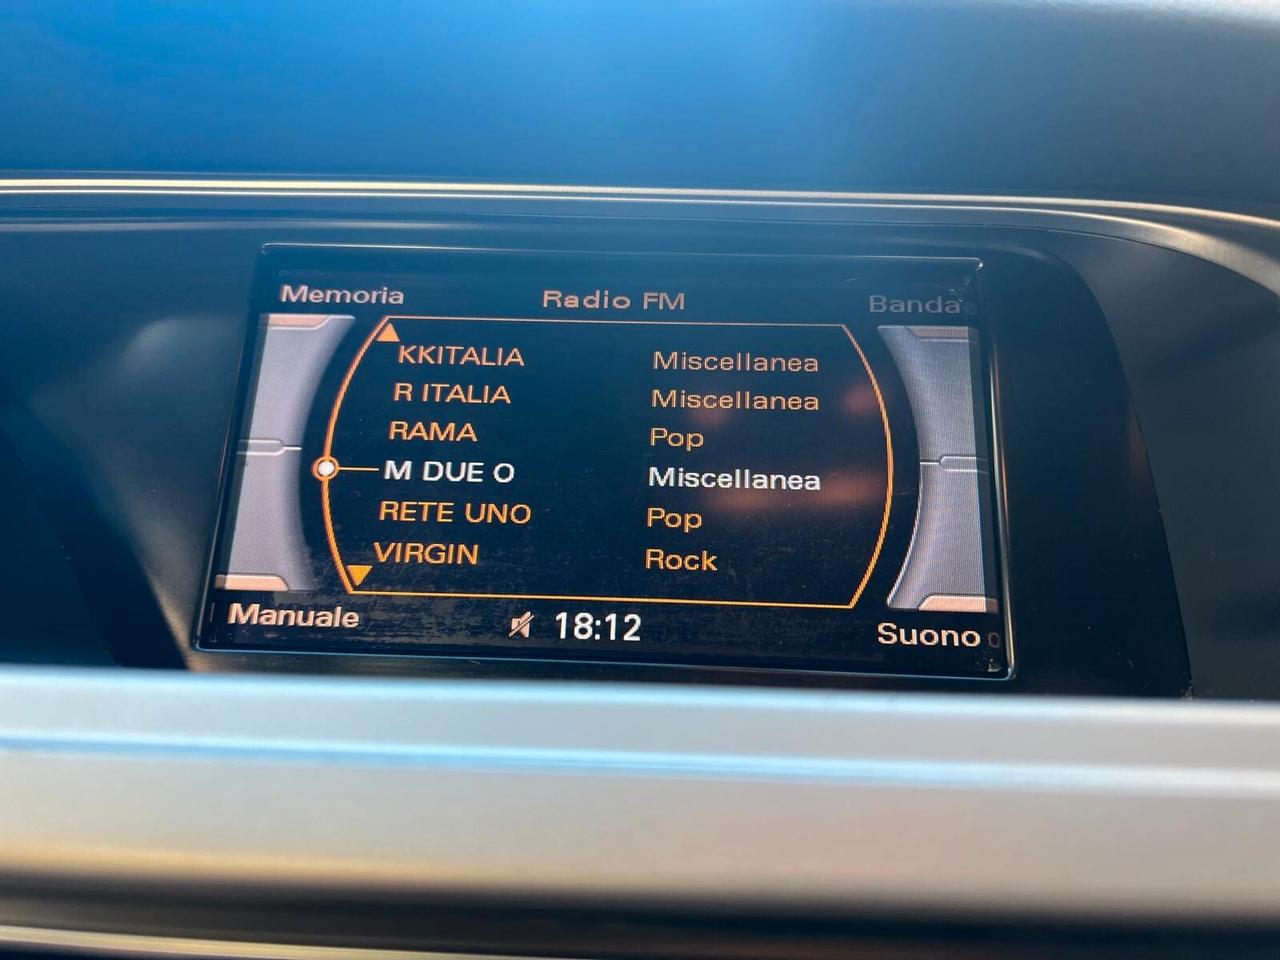 Memoria Radio FM Banda
KKITALIA Miscellanea
R ITALIA Miscellanea
RAMA Pop
M DUE O Miscellanea
RETE UNO Pop
VIRGIN Rock
Manuale 18:12 Suono